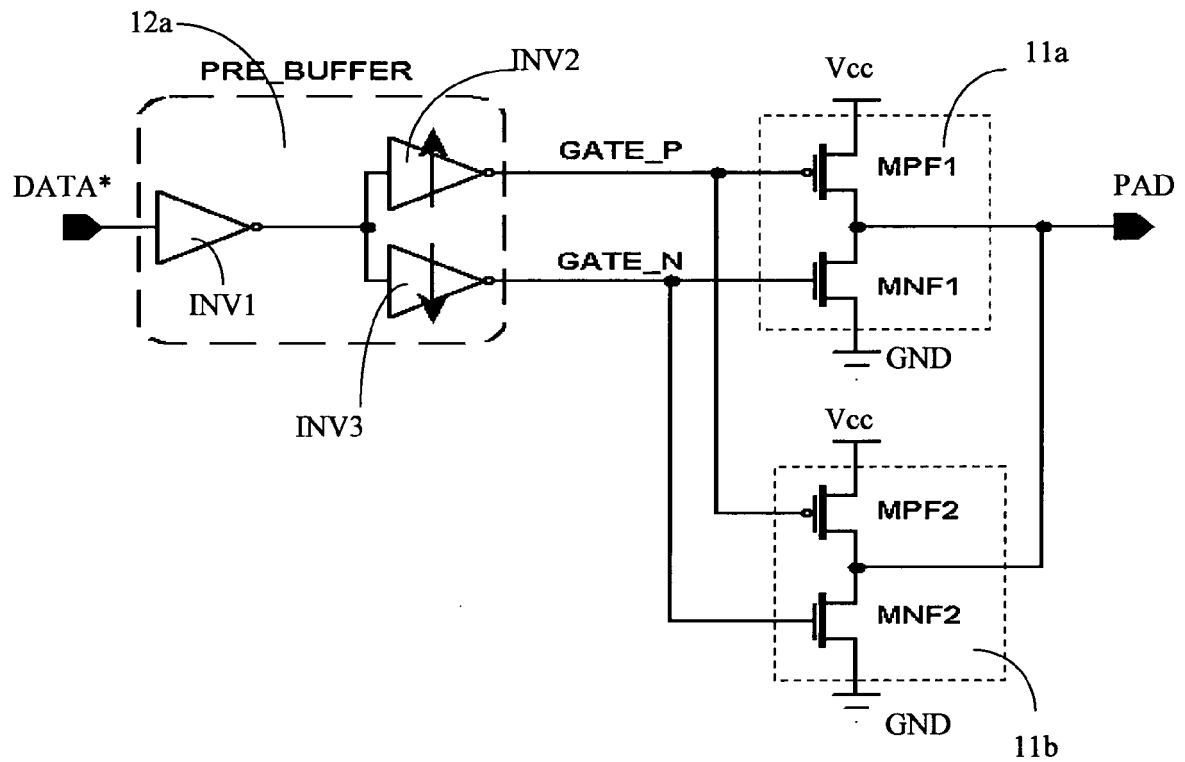 12a
INV2
11a
PRE_BUFFER
Vcc
DATA*
GATE_P
MPF1
PAD
GATE_N
MNF1
INV1
GND
INV3
Vcc
MPF2
MNF2
GND
11b